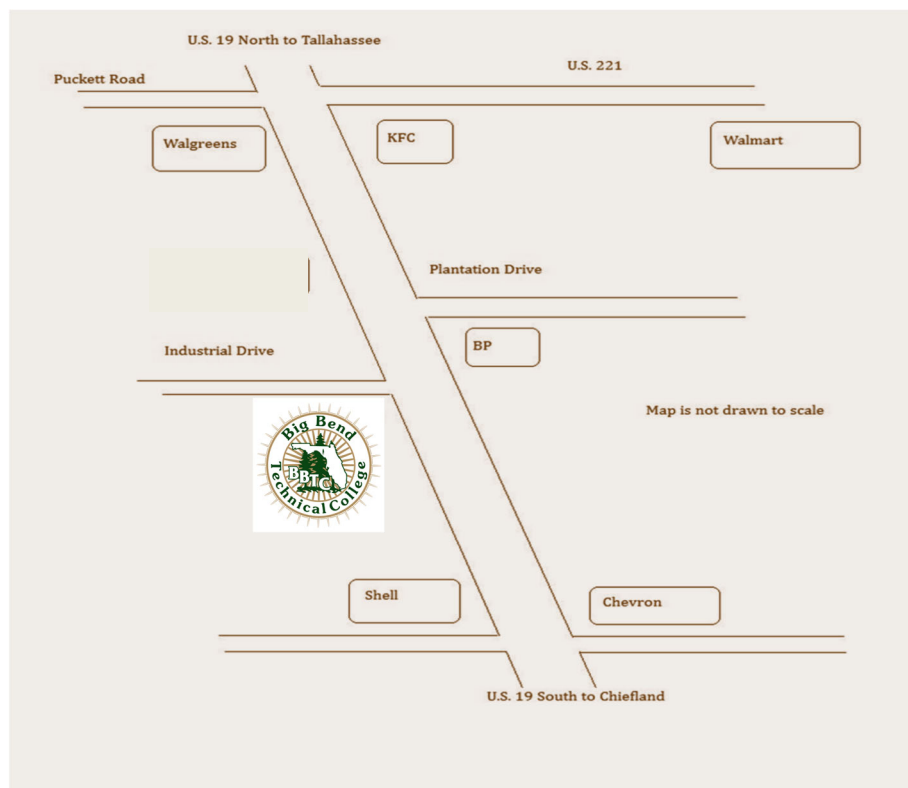 U.S. 19 North to Tallahassee
U.S. 221
Puckett Road
Walgreens
KFC
Walmart
Plantation Drive
Industrial Drive
BP
Map is not drawn to scale
Big Bend
BBTC
Technical College
Shell
Chevron
U.S. 19 South to Chiefland